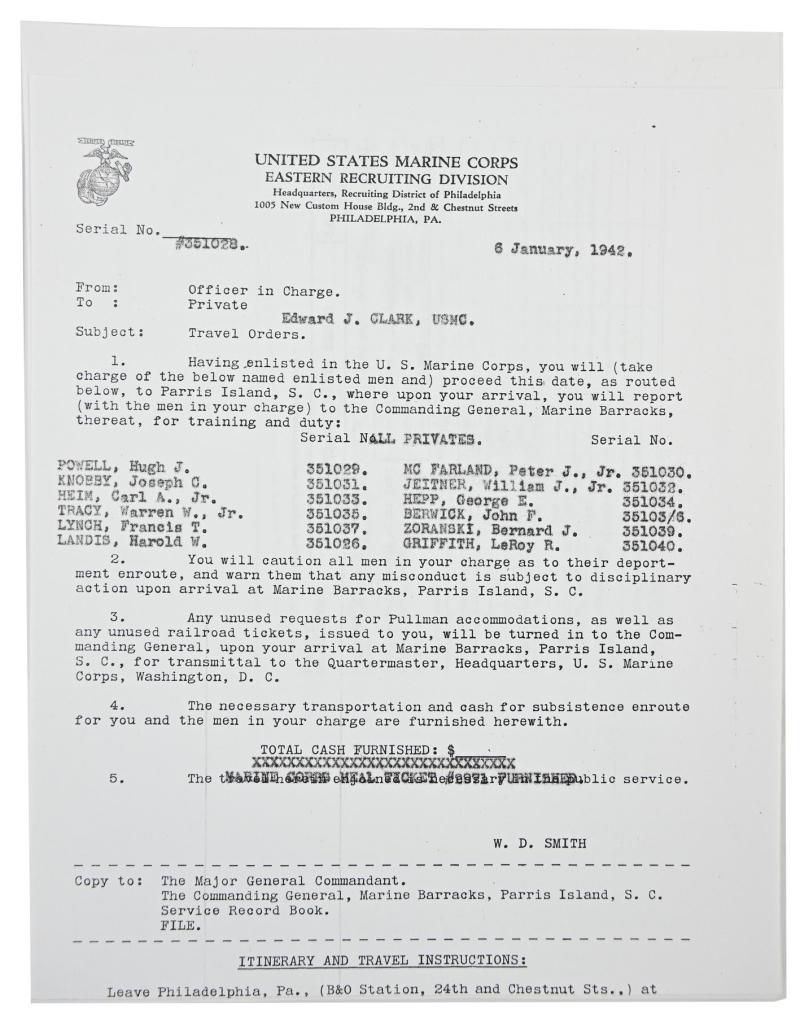 UNITED STATES MARINE CORPS
EASTERN RECRUITING DIVISION
Headquarters, Recruiting District of Philadelphia
1005 New Custom House Bldg., 2nd & Chestnut Streets
PHILADELPHIA, PA.
Serial No.
#351028.
6 January, 1942.
From: Officer in Charge.
To : Private
Edward J. CLARK, USMC.
Subject: Travel Orders.
1. Having enlisted in the U. S. Marine Corps, you will (take
charge of the below named enlisted men and) proceed this date, as routed
below, to Parris Island, S. C., where upon your arrival, you will report
(with the men in your charge) to the Commanding General, Marine Barracks,
thereat, for training and duty:
Serial N ALL PRIVATES. Serial No.
POWELL, Hugh J. 351029. MC FARLAND, Peter J., Jr. 351030.
KNOBBY, Joseph C. 351031. JEITNER, William J., Jr. 351032.
HEIM, Carl A., Jr. 351033. HEPP, George E. 351034.
TRACY, Warren W., Jr. 351035. BERWICK, John F. 35103/6.
LYNCH, Francis T. 351037. ZORANSKI, Bernard J. 351039.
LANDIS, Harold W. 351026. GRIFFITH, LeRoy R. 351040.
2. You will caution all men in your charge as to their deport-
ment enroute, and warn them that any misconduct is subject to disciplinary
action upon arrival at Marine Barracks, Parris Island, S. C.
3. Any unused requests for Pullman accommodations, as well as
any unused railroad tickets, issued to you, will be turned in to the Com-
manding General, upon your arrival at Marine Barracks, Parris Island,
S. C., for transmittal to the Quartermaster, Headquarters, U. S. Marine
Corps, Washington, D. C.
4. The necessary transportation and cash for subsistence enroute
for you and the men in your charge are furnished herewith.
TOTAL CASH FURNISHED: $
5. The MARINE CORPS MEAL TICKET FURNISHED. public service.
W. D. SMITH
Copy to: The Major General Commandant.
The Commanding General, Marine Barracks, Parris Island, S. C.
Service Record Book.
FILE.
ITINERARY AND TRAVEL INSTRUCTIONS:
Leave Philadelphia, Pa., (B&O Station, 24th and Chestnut Sts.,) at